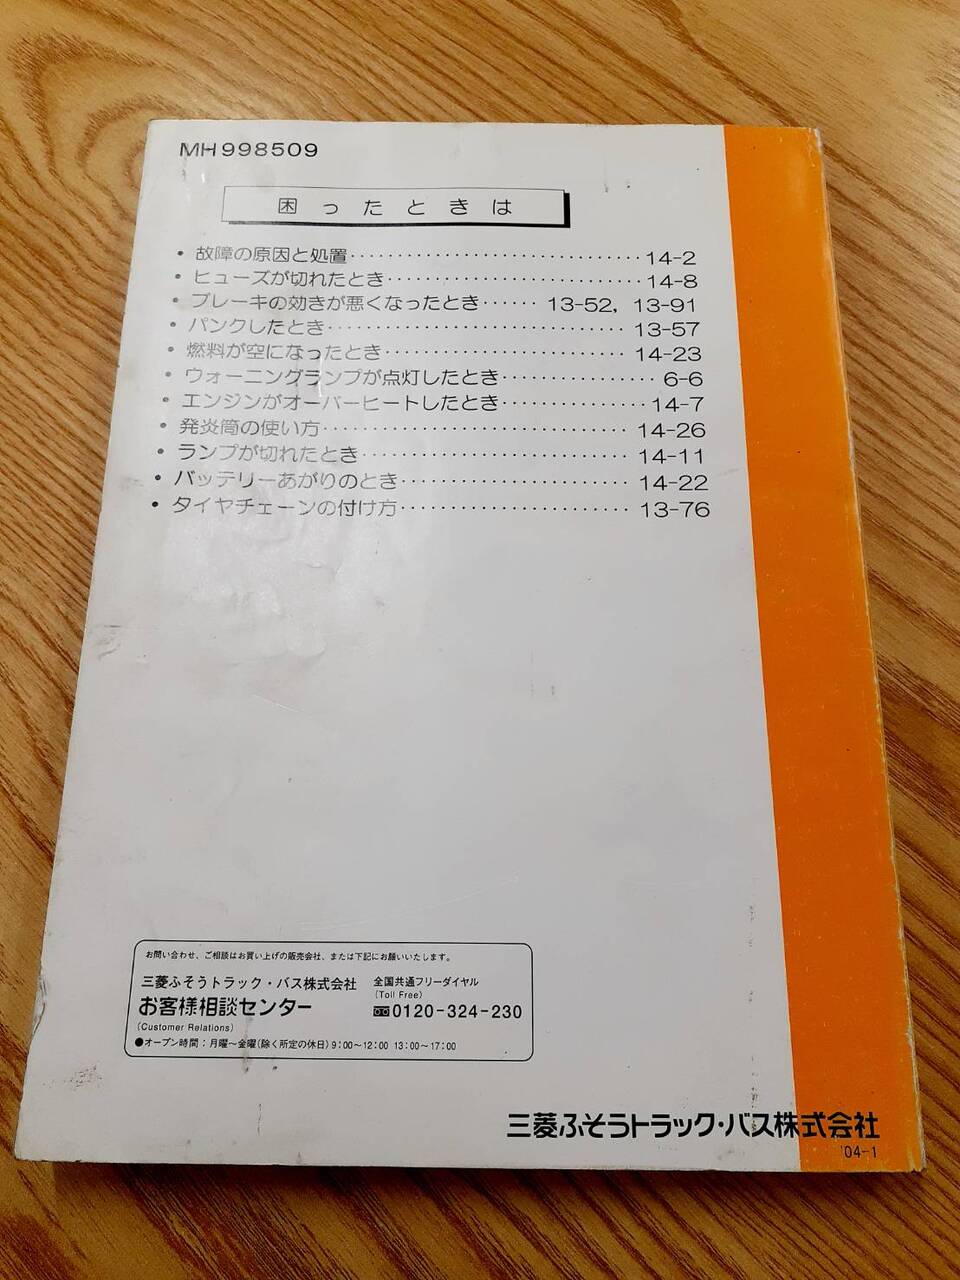 MH998509
困ったときは
• 故障の原因と処置································14-2
• ヒューズが切れたとき····························14-8
• ブレーキの効きが悪くなったとき······ 13-52, 13-91
• パンクしたとき·································13-57
• 燃料が空になったとき··························14-23
• ウォーニングランプが点灯したとき··············6-6
• エンジンがオーバーヒートしたとき················14-7
• 発炎筒の使い方·································14-26
• ランプが切れたとき····························14-11
• バッテリーあがりのとき·························14-22
• タイヤチェーンの付け方·······················13-76
お問い合わせ、ご相談はお買い上げの販売会社、または下記にお願いいたします。
三菱ふそうトラック・バス株式会社 全国共通フリーダイヤル
(Toll Free)
お客様相談センター 0120-324-230
(Customer Relations)
●オープン時間：月曜～金曜(除く所定の休日) 9:00～12:00 13:00～17:00
三菱ふそうトラック・バス株式会社
'04-1